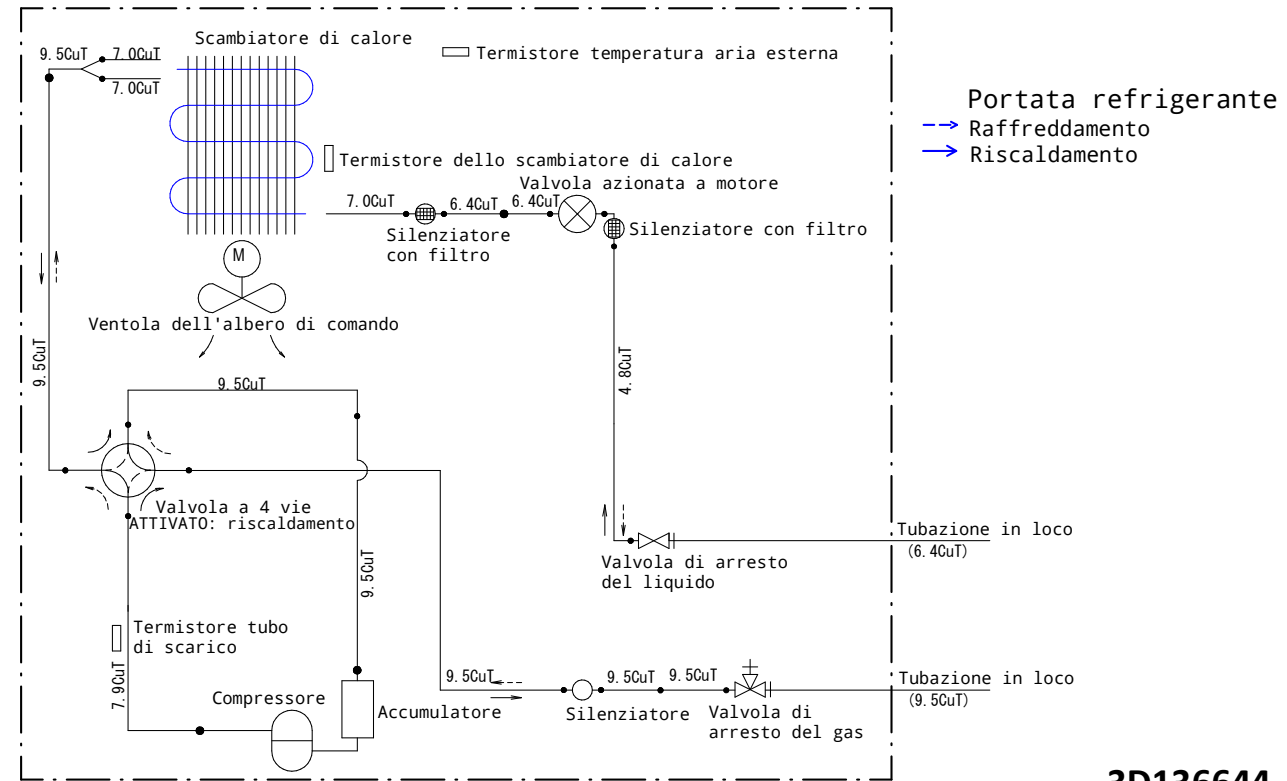 Scambiatore di calore
9.5CuT
7.0CuT
7.0CuT
Termistore temperatura aria esterna
Portata refrigerante
Raffreddamento
Riscaldamento
Termistore dello scambiatore di calore
Valvola azionata a motore
7.0CuT
6.4CuT
6.4CuT
Silenziatore
con filtro
Silenziatore con filtro
M
Ventola dell'albero di comando
9.5CuT
9.5CuT
4.8CuT
Valvola a 4 vie
ATTIVATO: riscaldamento
Tubazione in loco
(6.4CuT)
Valvola di arresto
del liquido
9.5CuT
Termistore tubo
di scarico
7.9CuT
Compressore
Accumulatore
9.5CuT
9.5CuT
9.5CuT
Silenziatore
Valvola di
arresto del gas
Tubazione in loco
(9.5CuT)
3D136644